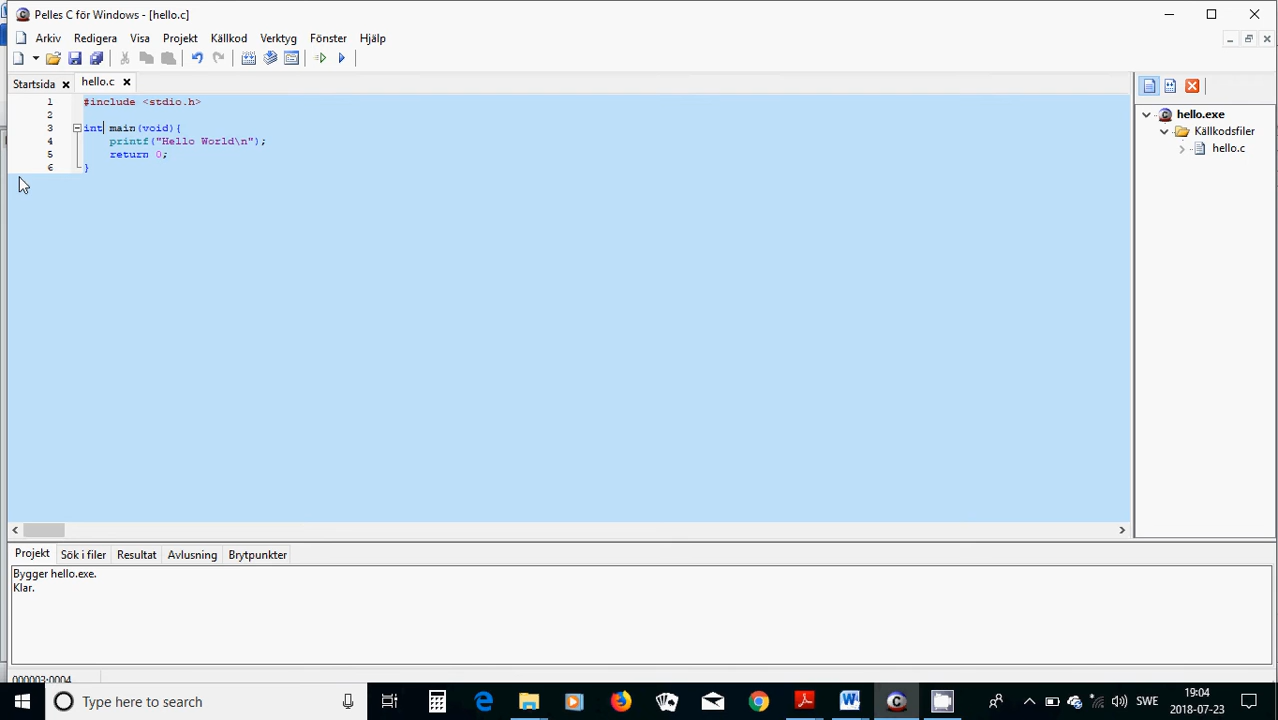 Pelles C för Windows - [hello.c]
Arkiv Redigera Visa Projekt Källkod Verktyg Fönster Hjälp
Startsida hello.c
1 #include <stdio.h>
2
3 int main(void){
4 printf("Hello World\n");
5 return 0;
6 }
hello.exe
Källkodsfiler
hello.c
Projekt Sök i filer Resultat Avlusning Brytpunkter
Bygger hello.exe.
Klar.
000003:0004
Type here to search
SWE
19:04
2018-07-23